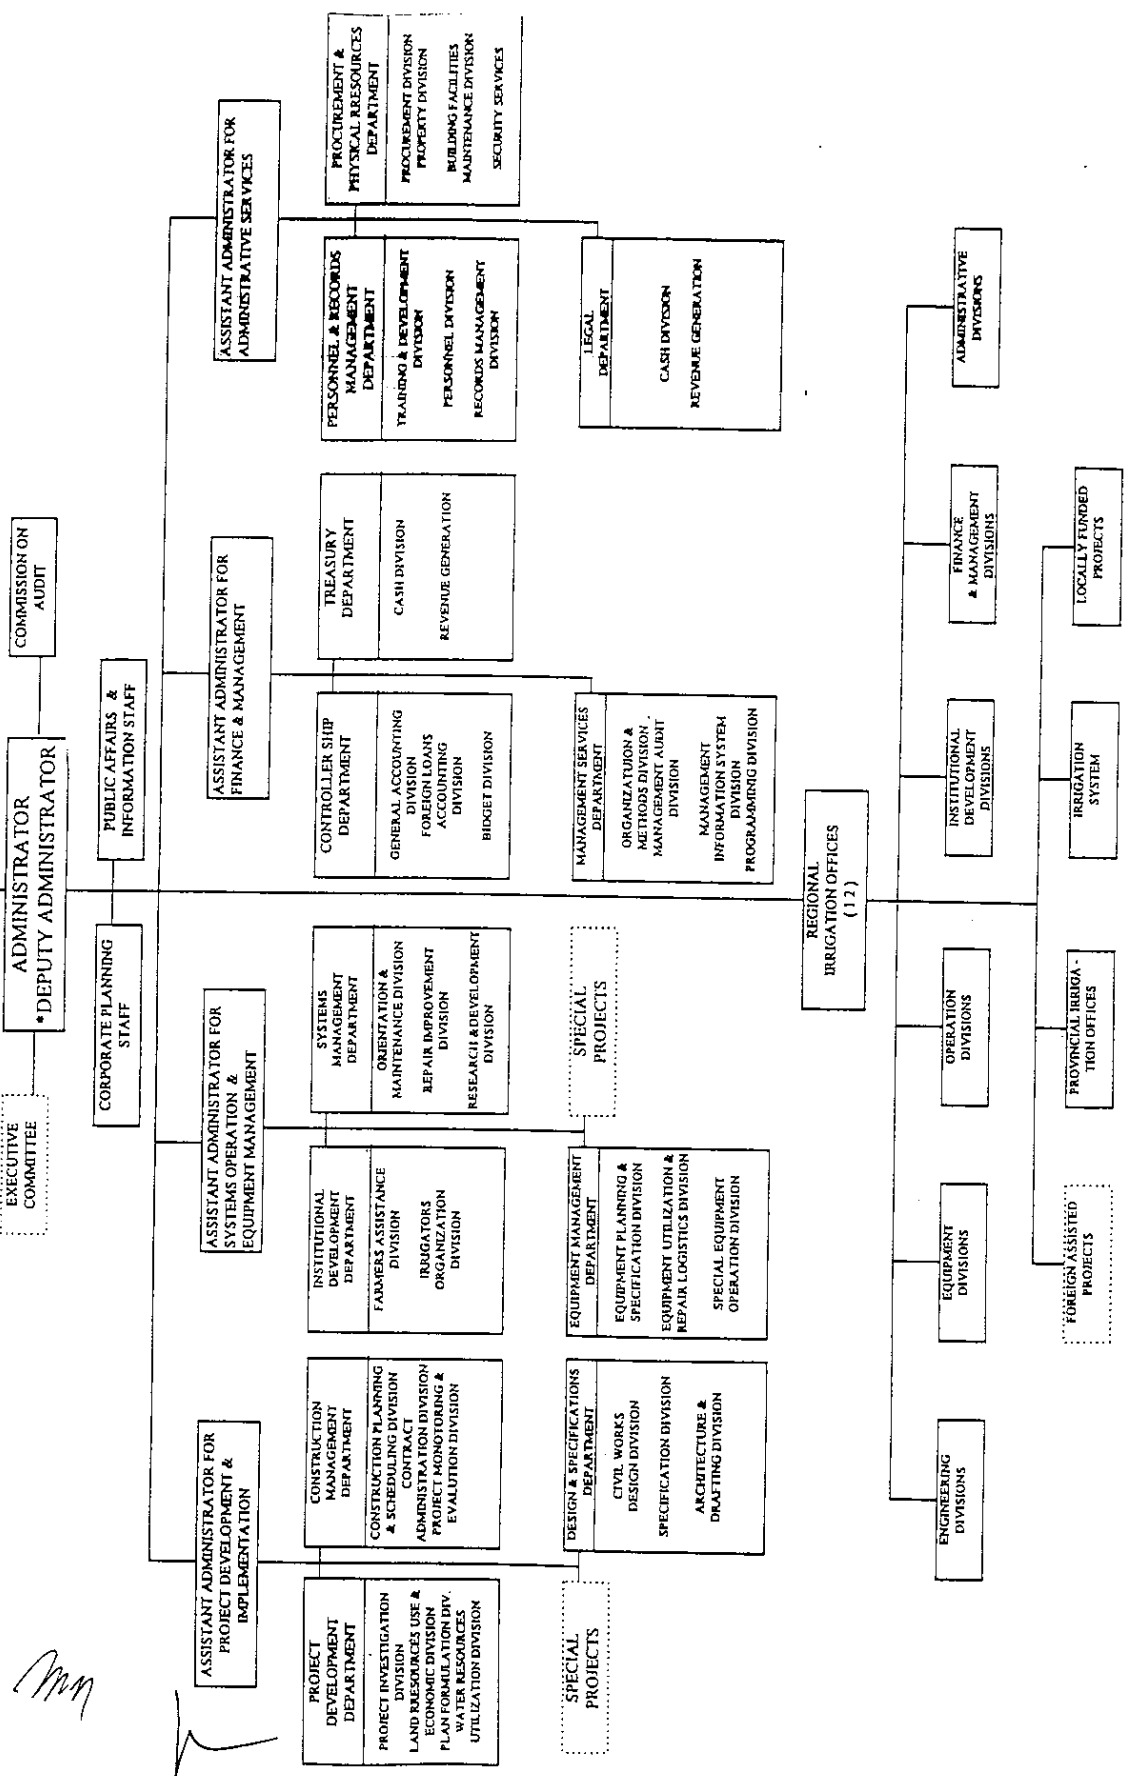 EXECUTIVE
COMMITTEE
ADMINISTRATOR
*DEPUTY ADMINISTRATOR
COMMISSION ON
AUDIT
CORPORATE PLANNING
STAFF
PUBLIC AFFAIRS &
INFORMATION STAFF
ASSISTANT ADMINISTRATOR FOR
PROJECT DEVELOPMENT &
IMPLEMENTATION
ASSISTANT ADMINISTRATOR FOR
SYSTEMS OPERATION &
EQUIPMENT MANAGEMENT
ASSISTANT ADMINISTRATOR FOR
FINANCE & MANAGEMENT
ASSISTANT ADMINISTRATOR FOR
ADMINISTRATIVE SERVICES
PROJECT
DEVELOPMENT
DEPARTMENT
PROJECT INVESTIGATION
DIVISION
LAND RRESOURCES USE &
ECONOMIC DIVISION
PLAN FORMULATION DIV.
WATER RESOURCES
UTILIZATION DIVISION
CONSTRUCTION
MANAGEMENT
DEPARTMENT
CONSTRUCTION PLANNING
& SCHEDULING DIVISION
CONTRACT
ADMINISTRATION DIVISION
PROJECT MONOTORING &
EVALUTION DIVISION
INSTITUTIONAL
DEVELOPMENT
DEPARTMENT
FARMERS ASSISTANCE
DIVISION
IRRIGATORS
ORGANIZATION
DIVISION
SYSTEMS
MANAGEMENT
DEPARTMENT
ORIENTATION &
MAINTENANCE DIVISION
REPAIR IMPROVEMENT
DIVISION
RESEARCH & DEVELOPMENT
DIVISION
CONTROLLER SHIP
DEPARTMENT
GENERAL ACCOUNTING
DIVISION
FOREIGN LOANS
ACCOUNTING
DIVISION
BIDGET DIVISION
TREASURY
DEPARTMENT
CASH DIVISION
REVENUE GENERATION
PERSONNEL & RECORDS
MANAGEMENT
DEPARTMENT
TRAINING & DEVELOPMENT
DIVISION
PERSONNEL DIVISION
RECORDS MANAGEMENT
DIVISION
PROCUREMENT &
PHYSICAL RRESOURCES
DEPARTMENT
PROCUREMENT DIVISION
PROPERTY DIVISION
BUILDING FACILITIES
MAINTENANCE DIVISION
SECURITY SERVICES
SPECIAL
PROJECTS
DESIGN & SPECIFICATIONS
DEPARTMENT
CIVIL WORKS
DESIGN DIVISION
SPECIFICATION DIVISION
ARCHITECTURE &
DRAFTING DIVISION
EQUIPMENT MANAGEMENT
DEPARTMENT
EQUIPMENT PLANNING &
SPECIFICATION DIVISION
EQUIPMENT UTILIZATION &
REPAIR LOGISTICS DIVISION
SPECIAL EQUIPMENT
OPERATION DIVISION
SPECIAL
PROJECTS
MANAGEMENT SERVICES
DEPARTMENT
ORGANIZATUION &
METHODS DIVISION .
MANAGEMENT AUDIT
DIVISION
MANAGEMENT
INFORMATION SYSTEM
DIVISION
PROGRAMMING DIVISION
LEGAL
DEPARTMENT
CASH DIVISION
REVENUE GENERATION
REGIONAL
IRRIGATION OFFICES
(12)
ENGINEERING
DIVISIONS
EQUIPMENT
DIVISIONS
OPERATION
DIVISIONS
INSTITUTIONAL
DEVELOPMENT
DIVISIONS
FINANCE
& MANAGEMENT
DIVISIONS
ADMINISTRATIVE
DIVISIONS
FOREIGN ASSISTED
PROJECTS
PROVINCIAL IRRIGA -
TION OFFICES
IRRIGATION
SYSTEM
LOCALLY FUNDED
PROJECTS